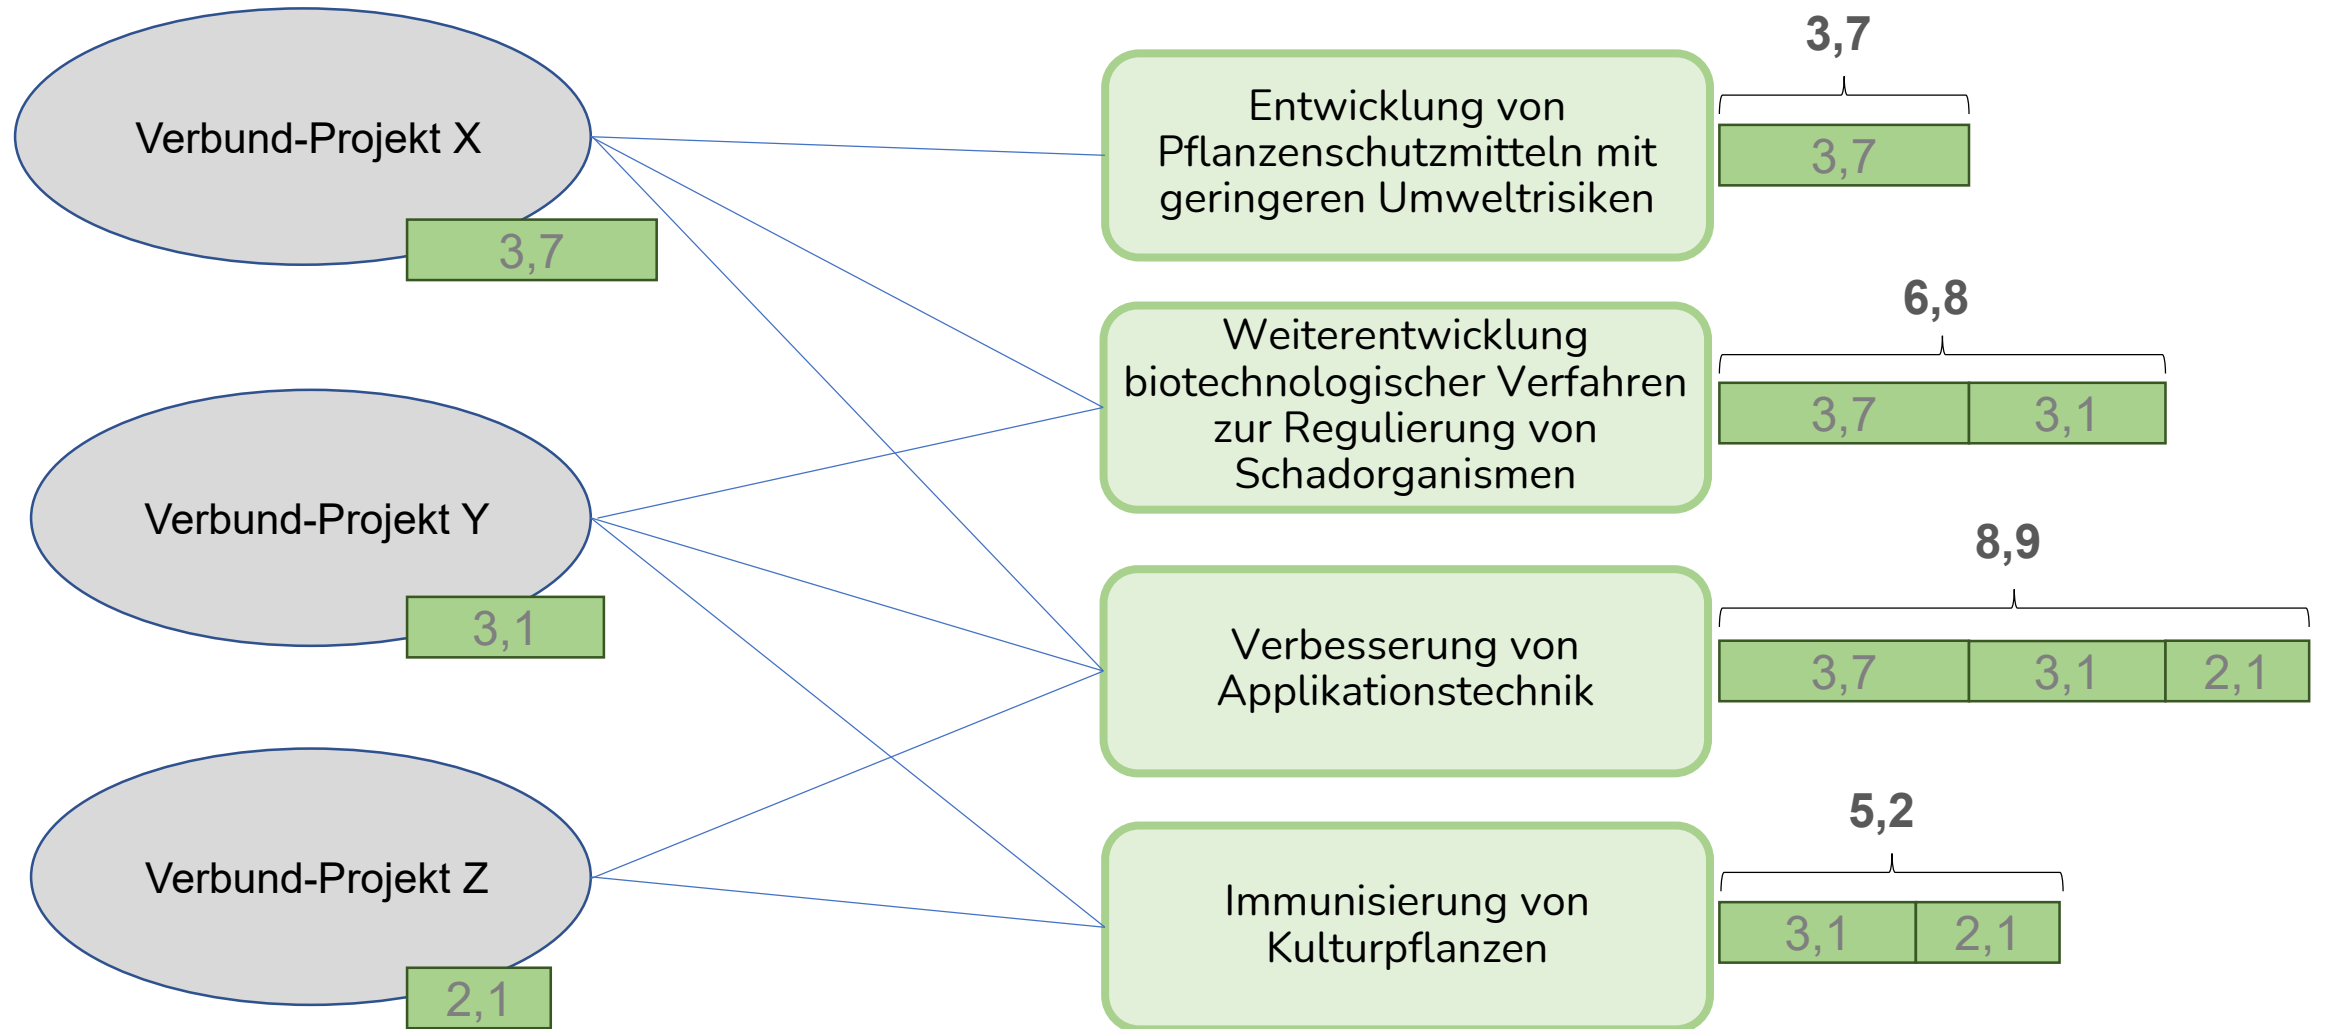 Verbund-Projekt X
3,7
Verbund-Projekt Y
3,1
Verbund-Projekt Z
2,1
Entwicklung von
Pflanzenschutzmitteln mit
geringeren Umweltrisiken
3,7
3,7
Weiterentwicklung
biotechnologischer Verfahren
zur Regulierung von
Schadorganismen
6,8
3,7 3,1
Verbesserung von
Applikationstechnik
8,9
3,7 3,1 2,1
Immunisierung von
Kulturpflanzen
5,2
3,1 2,1